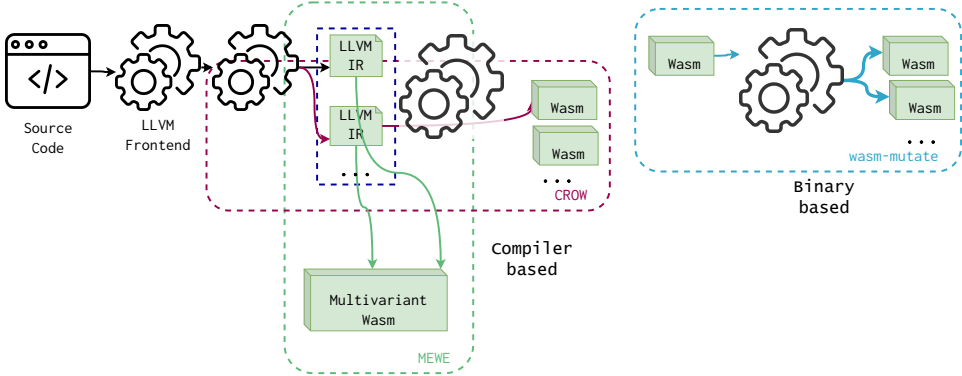 </>
Source
Code
LLVM
Frontend
LLVM
IR
LLVM
IR
...
Wasm
Wasm
...
CROW
Compiler
based
Multivariant
Wasm
MEWE
Wasm
Wasm
Wasm
...
wasm-mutate
Binary
based